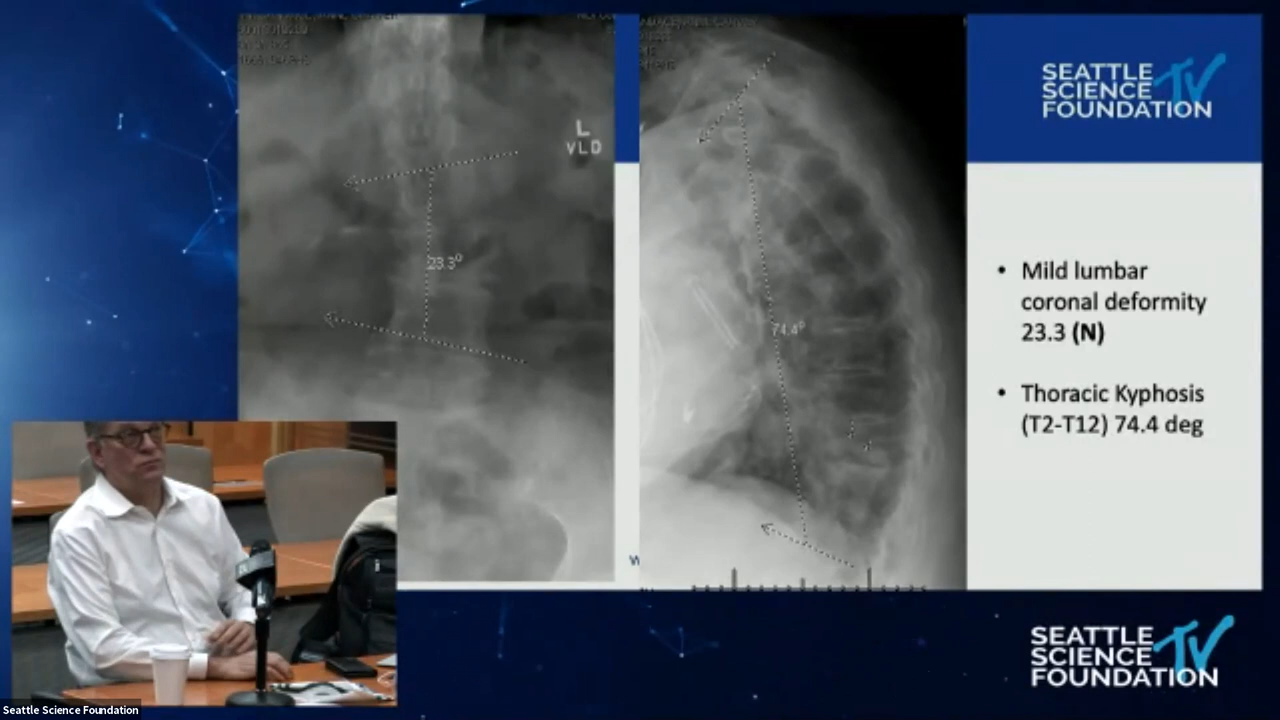 L
VLD
23.3°
74.4°
SEATTLE
SCIENCE TV
FOUNDATION
• Mild lumbar
coronal deformity
23.3 (N)
• Thoracic Kyphosis
(T2-T12) 74.4 deg
SEATTLE
SCIENCE TV
FOUNDATION
Seattle Science Foundation